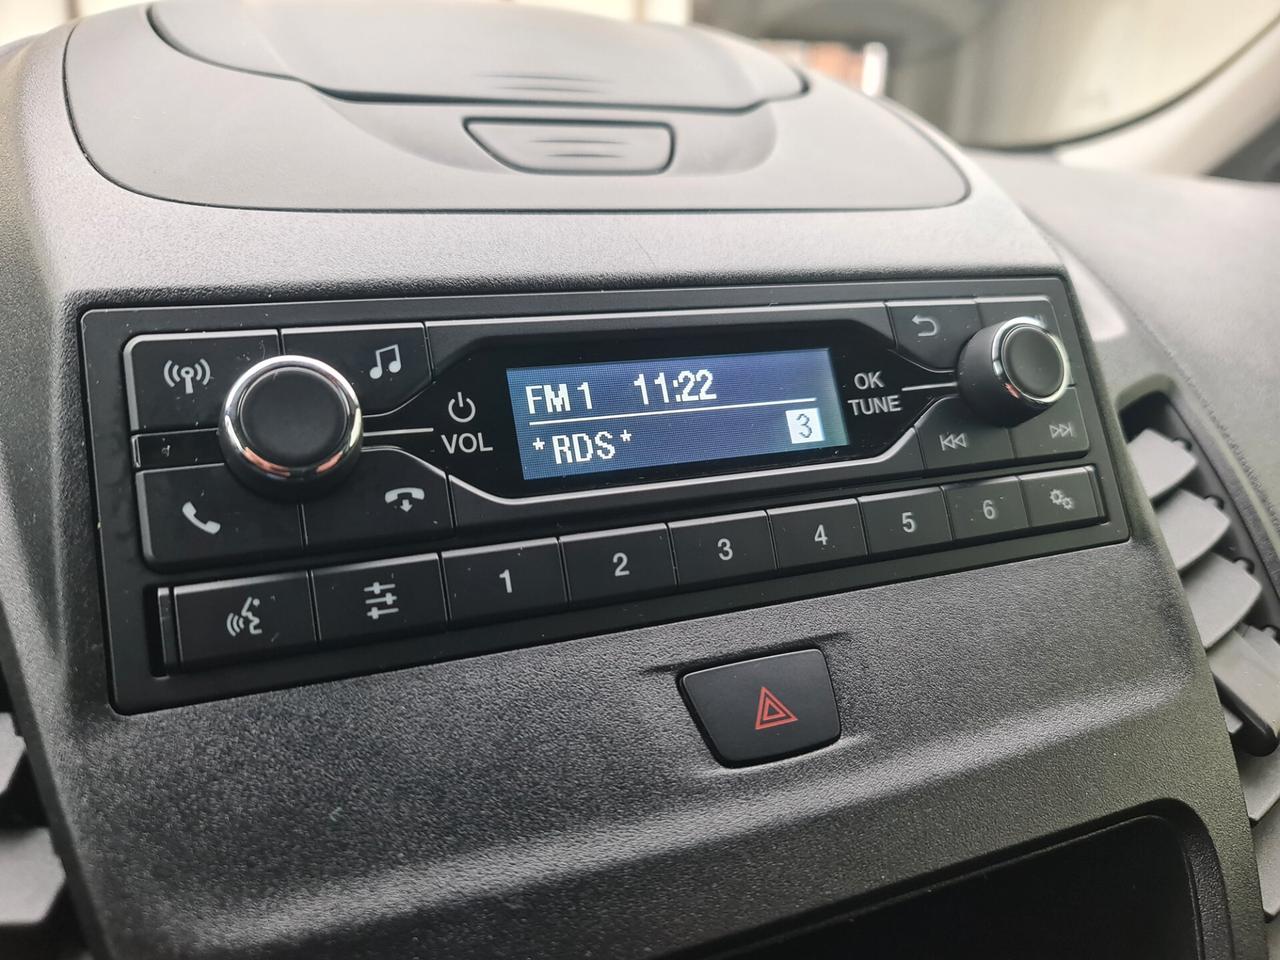 FM 1 11:22
*RDS* 3
VOL
OK
TUNE
1 2 3 4 5 6